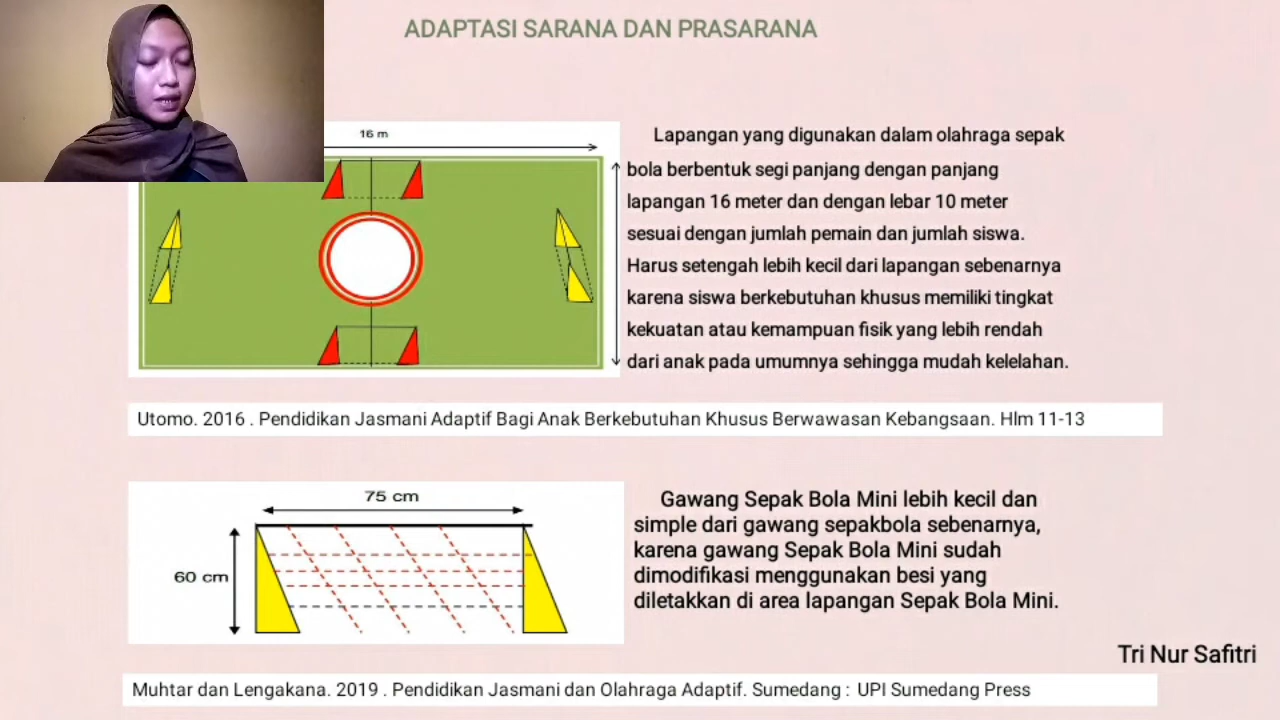 ADAPTASI SARANA DAN PRASARANA
16 m
Lapangan yang digunakan dalam olahraga sepak
bola berbentuk segi panjang dengan panjang
lapangan 16 meter dan dengan lebar 10 meter
sesuai dengan jumlah pemain dan jumlah siswa.
Harus setengah lebih kecil dari lapangan sebenarnya
karena siswa berkebutuhan khusus memiliki tingkat
kekuatan atau kemampuan fisik yang lebih rendah
dari anak pada umumnya sehingga mudah kelelahan.
Utomo. 2016 . Pendidikan Jasmani Adaptif Bagi Anak Berkebutuhan Khusus Berwawasan Kebangsaan. Hlm 11-13
75 cm
60 cm
Gawang Sepak Bola Mini lebih kecil dan
simple dari gawang sepakbola sebenarnya,
karena gawang Sepak Bola Mini sudah
dimodifikasi menggunakan besi yang
diletakkan di area lapangan Sepak Bola Mini.
Tri Nur Safitri
Muhtar dan Lengakana. 2019 . Pendidikan Jasmani dan Olahraga Adaptif. Sumedang : UPI Sumedang Press